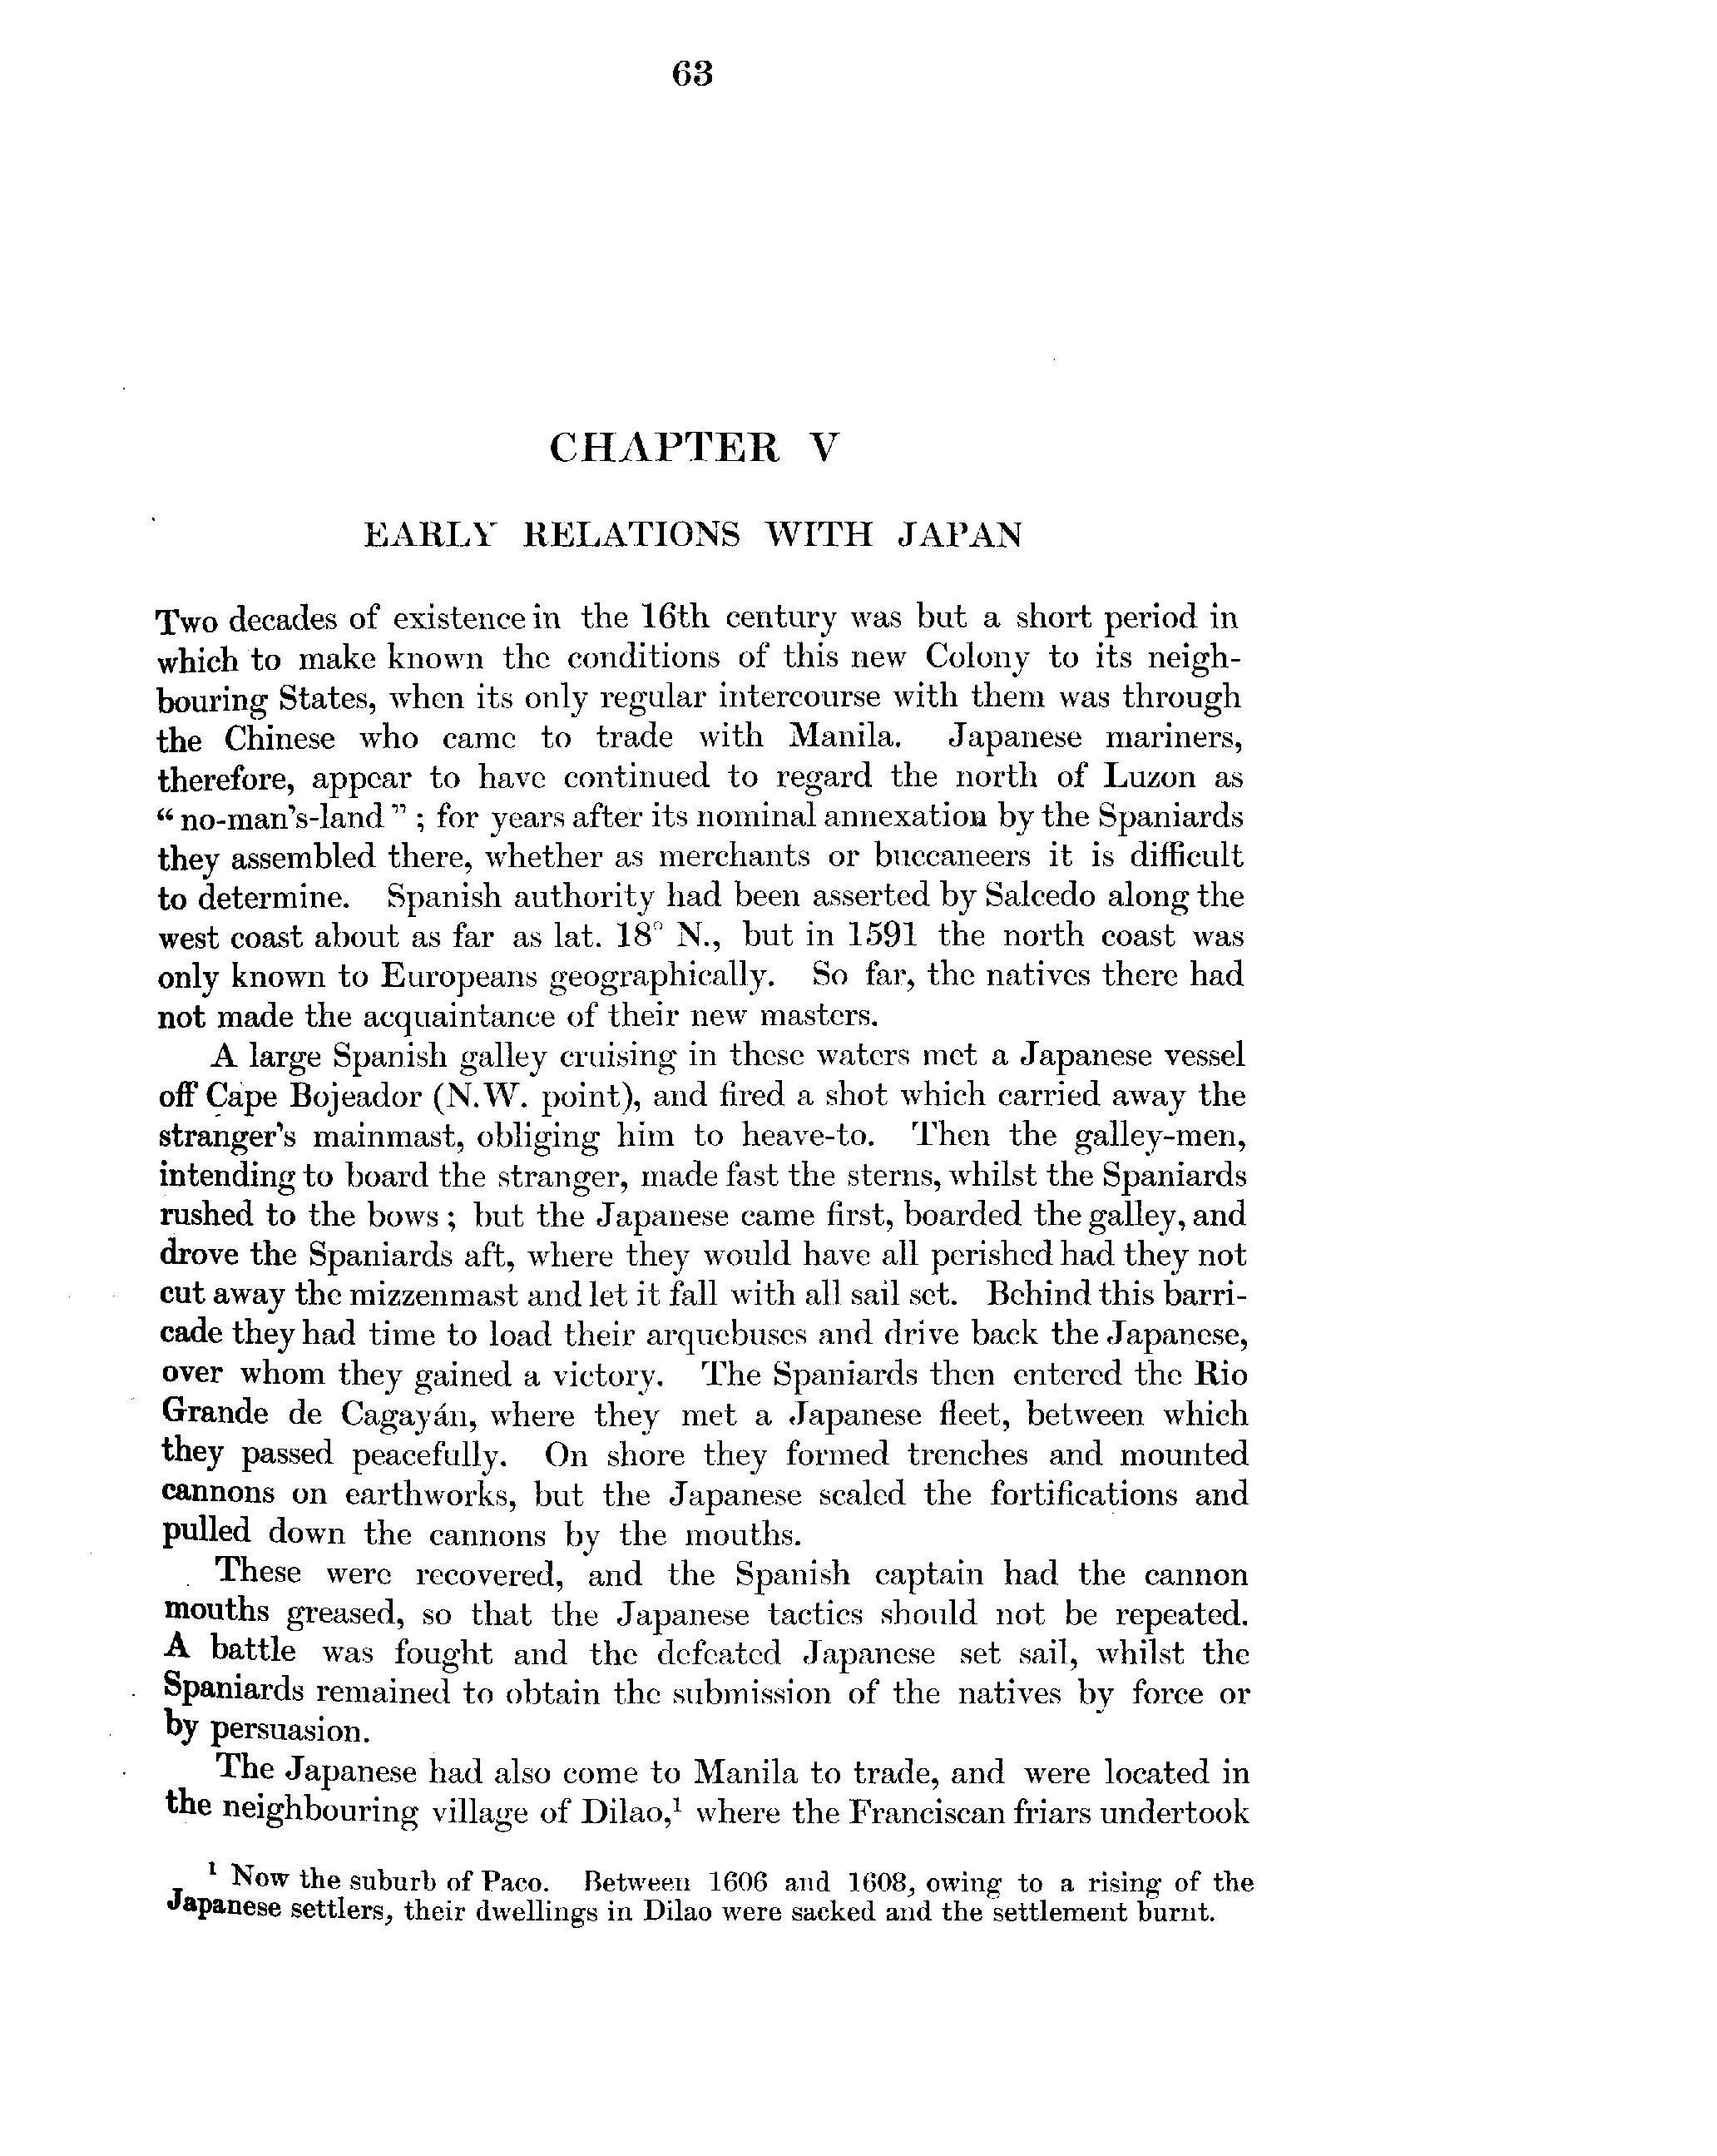 63
CHAPTER V
EARLY RELATIONS WITH JAPAN
Two decades of existence in the 16th century was but a short period in
which to make known the conditions of this new Colony to its neigh-
bouring States, when its only regular intercourse with them was through
the Chinese who came to trade with Manila. Japanese mariners,
therefore, appear to have continued to regard the north of Luzon as
“no-man's-land”; for years after its nominal annexation by the Spaniards
they assembled there, whether as merchants or buccaneers it is difficult
to determine. Spanish authority had been asserted by Salcedo along the
west coast about as far as lat. 18° N., but in 1591 the north coast was
only known to Europeans geographically. So far, the natives there had
not made the acquaintance of their new masters.
A large Spanish galley cruising in these waters met a Japanese vessel
off Cape Bojeador (N.W. point), and fired a shot which carried away the
stranger's mainmast, obliging him to heave-to. Then the galley-men,
intending to board the stranger, made fast the sterns, whilst the Spaniards
rushed to the bows; but the Japanese came first, boarded the galley, and
drove the Spaniards aft, where they would have all perished had they not
cut away the mizzenmast and let it fall with all sail set. Behind this barri-
cade they had time to load their arquebuses and drive back the Japanese,
over whom they gained a victory. The Spaniards then entered the Rio
Grande de Cagayán, where they met a Japanese fleet, between which
they passed peacefully. On shore they formed trenches and mounted
cannons on earthworks, but the Japanese scaled the fortifications and
pulled down the cannons by the mouths.
These were recovered, and the Spanish captain had the cannon
mouths greased, so that the Japanese tactics should not be repeated.
A battle was fought and the defeated Japanese set sail, whilst the
Spaniards remained to obtain the submission of the natives by force or
by persuasion.
The Japanese had also come to Manila to trade, and were located in
the neighbouring village of Dilao,¹ where the Franciscan friars undertook
¹ Now the suburb of Paco. Between 1606 and 1608, owing to a rising of the
Japanese settlers, their dwellings in Dilao were sacked and the settlement burnt.